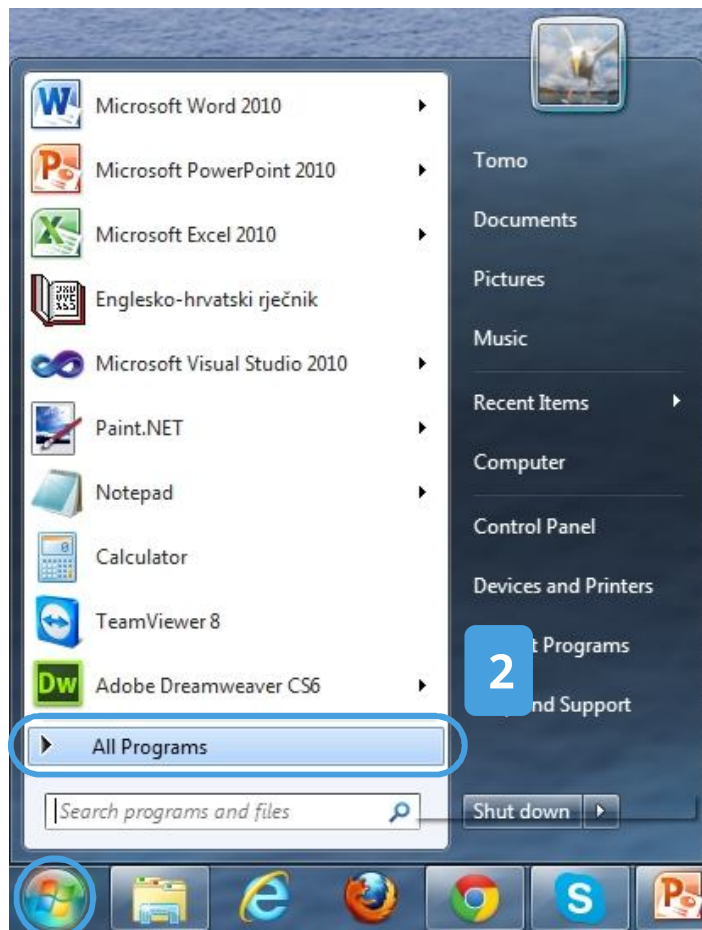 Microsoft Word 2010
Microsoft PowerPoint 2010
Microsoft Excel 2010
Englesko-hrvatski rječnik
Microsoft Visual Studio 2010
Paint.NET
Notepad
Calculator
TeamViewer 8
Dw Adobe Dreamweaver CS6
All Programs
Search programs and files
Tomo
Documents
Pictures
Music
Recent Items
Computer
Control Panel
Devices and Printers
Programs
2
and Support
Shut down